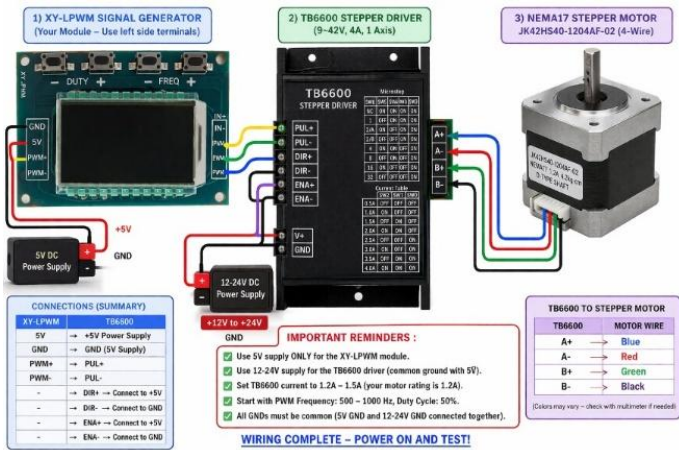 1) XY-LPWM SIGNAL GENERATOR
(Your Module – Use left side terminals)
2) TB6600 STEPPER DRIVER
(9~42V, 4A, 1 Axis)
3) NEMA17 STEPPER MOTOR
JK42HS40-1204AF-02 (4-Wire)
− DUTY +
− FREQ +
GND
5V
PWM+
PWM-
IN+
IN-
+5V
GND
5V DC
Power Supply
TB6600
STEPPER DRIVER
PUL+
PUL-
DIR+
DIR-
ENA+
ENA-
V+
GND
Microstep
Current Table
SW2 SW1 SW3
A+
A-
B+
B-
12-24V DC
Power Supply
+12V to +24V
GND
CONNECTIONS (SUMMARY)
XY-LPWM TB6600
5V → +5V Power Supply
GND → GND (5V Supply)
PWM+ → PUL+
PWM- → PUL-
- → DIR+ → Connect to +5V
- → DIR- → Connect to GND
- → ENA+ → Connect to +5V
- → ENA- → Connect to GND
IMPORTANT REMINDERS :
Use 5V supply ONLY for the XY-LPWM module.
Use 12-24V supply for the TB6600 driver (common ground with 5V).
Set TB6600 current to 1.2A – 1.5A (your motor rating is 1.2A).
Start with PWM Frequency: 500 – 1000 Hz, Duty Cycle: 50%.
All GNDs must be common (5V GND and 12-24V GND connected together).
WIRING COMPLETE – POWER ON AND TEST!
TB6600 TO STEPPER MOTOR
TB6600 MOTOR WIRE
A+ → Blue
A- → Red
B+ → Green
B- → Black
(Colors may vary – check with multimeter if needed)